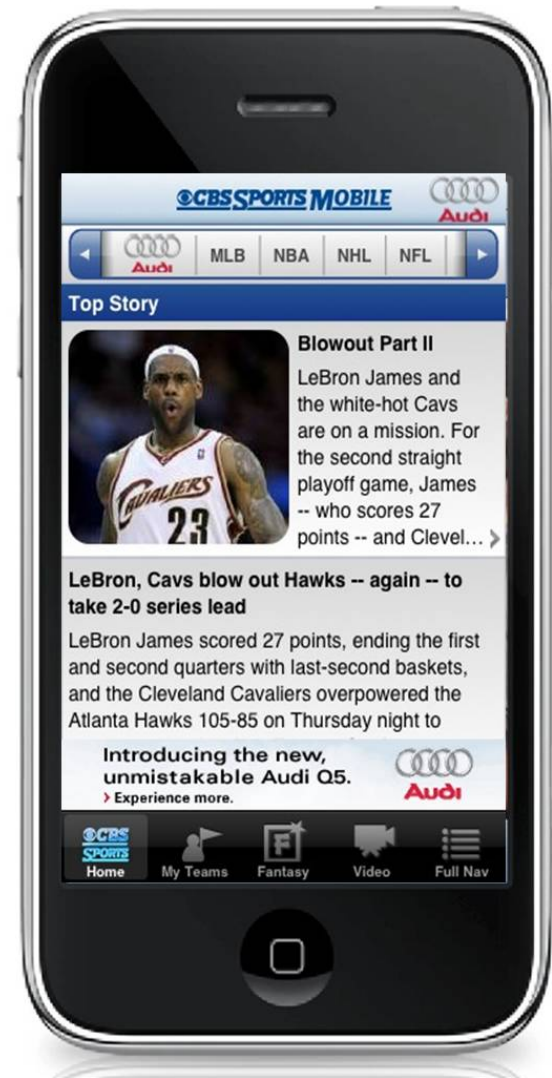 CBS SPORTS MOBILE
Audi
Audi
MLB
NBA
NHL
NFL
Top Story
CAVALIERS
23
Blowout Part II
LeBron James and
the white-hot Cavs
are on a mission. For
the second straight
playoff game, James
-- who scores 27
points -- and Clevel...
LeBron, Cavs blow out Hawks -- again -- to
take 2-0 series lead
LeBron James scored 27 points, ending the first
and second quarters with last-second baskets,
and the Cleveland Cavaliers overpowered the
Atlanta Hawks 105-85 on Thursday night to
Introducing the new,
unmistakable Audi Q5.
Experience more.
Audi
CBS
SPORTS
Home
My Teams
F
Fantasy
Video
Full Nav